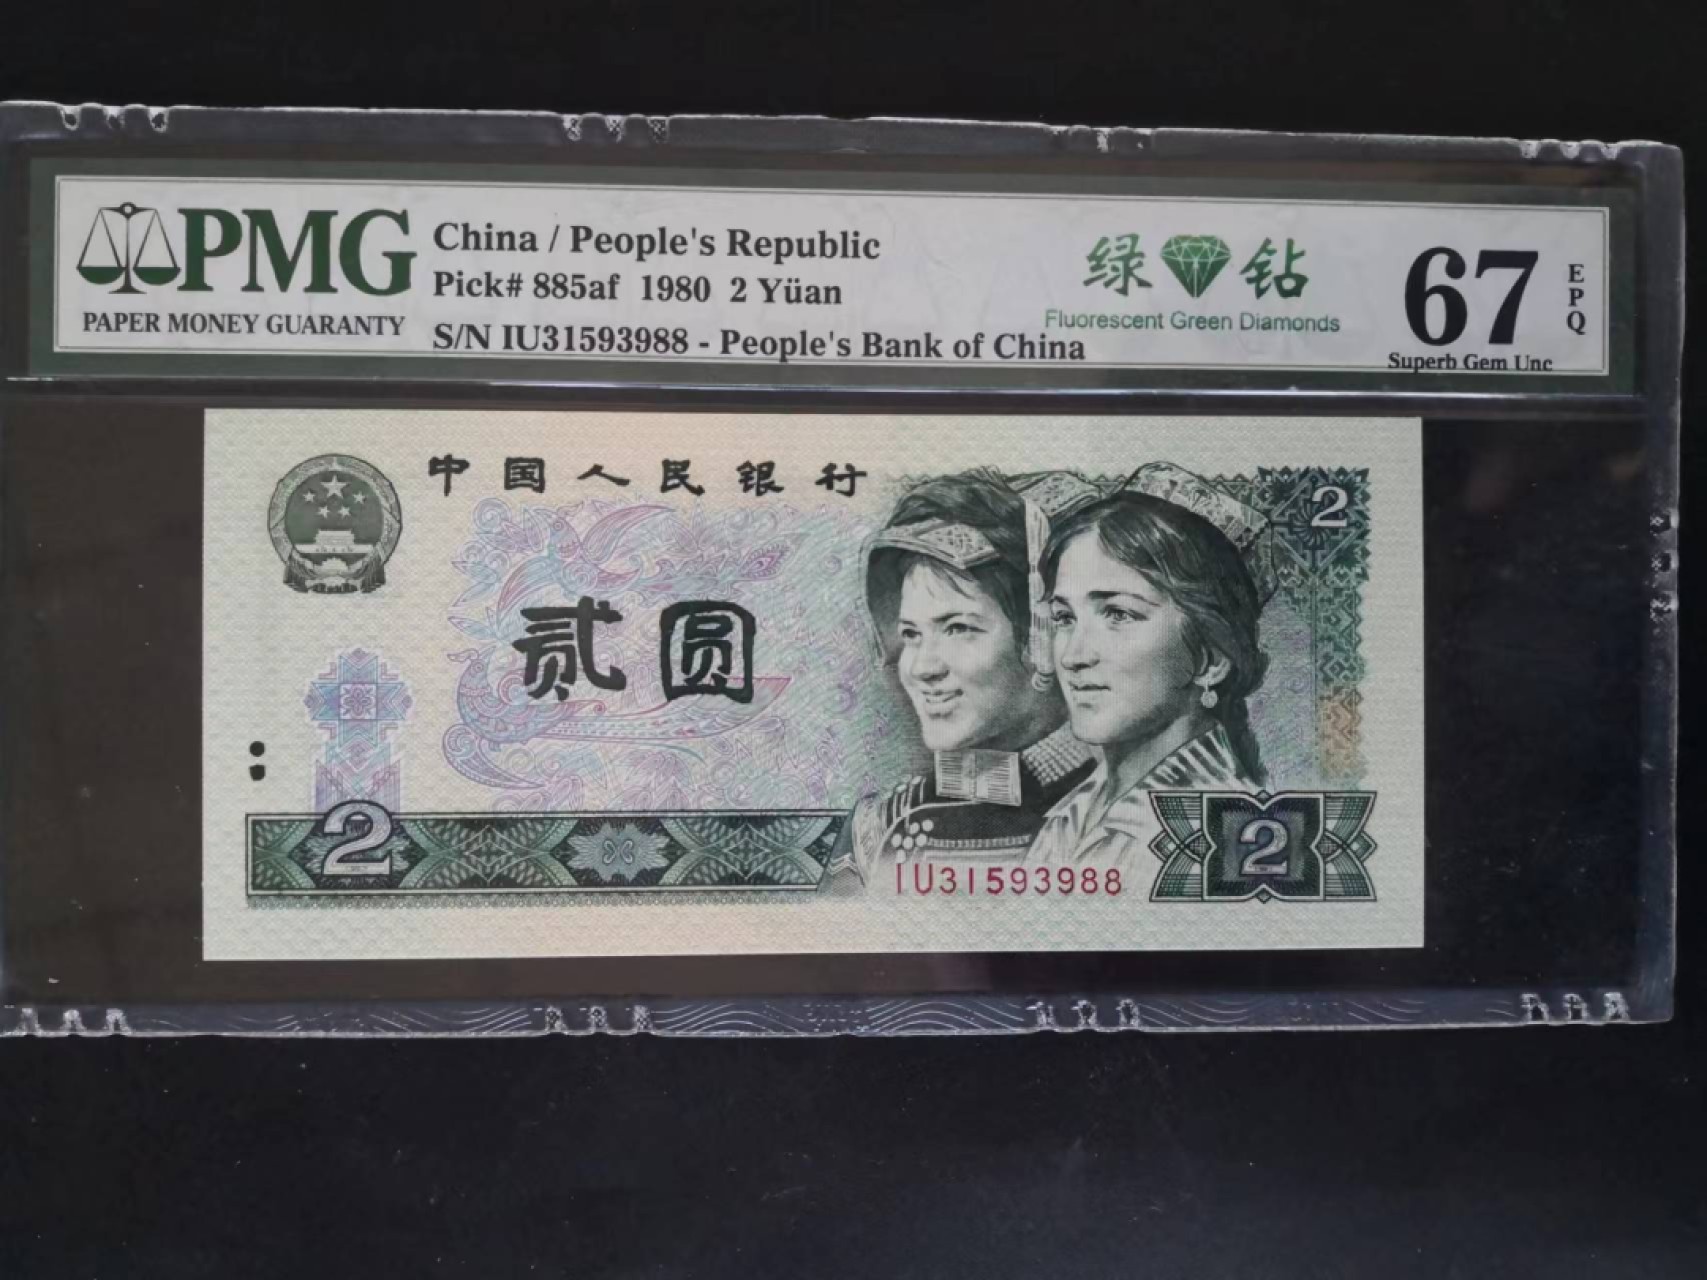 PMG
PAPER MONEY GUARANTY
China / People's Republic
Pick# 885af 1980 2 Yüan
S/N IU31593988 - People's Bank of China
绿 钻
Fluorescent Green Diamonds
67
EPQ
Superb Gem Unc
中国人民银行
2
贰圆
2
IU31593988
2